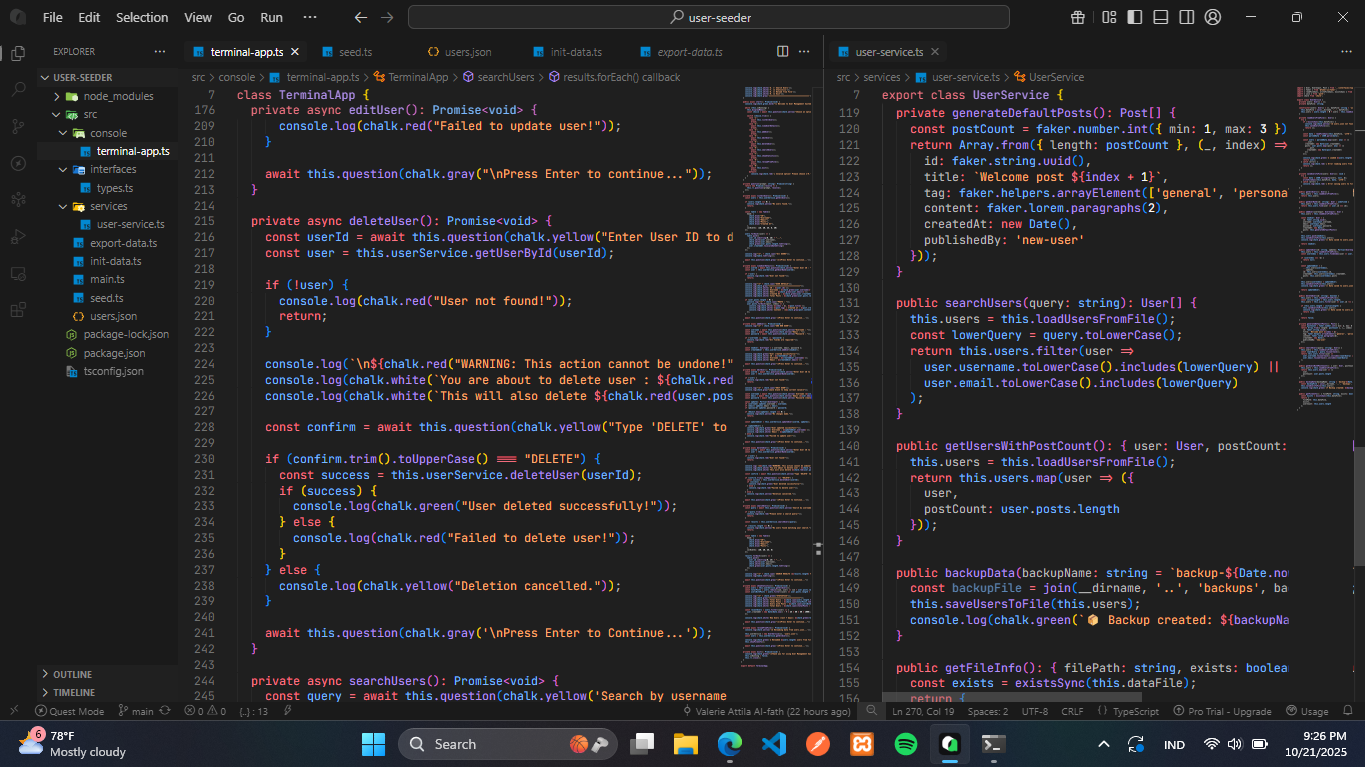 File Edit Selection View Go Run ···
user-seeder
EXPLORER ···
USER-SEEDER
node_modules
src
console
terminal-app.ts
interfaces
types.ts
services
user-service.ts
export-data.ts
init-data.ts
main.ts
seed.ts
users.json
package-lock.json
package.json
tsconfig.json
OUTLINE
TIMELINE
terminal-app.ts
seed.ts
users.json
init-data.ts
export-data.ts
src > console > terminal-app.ts > TerminalApp > searchUsers > results.forEach() callback
7 class TerminalApp {
176 private async editUser(): Promise<void> {
209 console.log(chalk.red("Failed to update user!"));
210 }
211
212 await this.question(chalk.gray("\nPress Enter to continue..."));
213 }
214
215 private async deleteUser(): Promise<void> {
216 const userId = await this.question(chalk.yellow("Enter User ID to d
217 const user = this.userService.getUserById(userId);
218
219 if (!user) {
220 console.log(chalk.red("User not found!"));
221 return;
222 }
223
224 console.log(`\n${chalk.red("WARNING: This action cannot be undone!"
225 console.log(chalk.white(`You are about to delete user : ${chalk.red
226 console.log(chalk.white(`This will also delete ${chalk.red(user.pos
227
228 const confirm = await this.question(chalk.yellow("Type 'DELETE' to
229
230 if (confirm.trim().toUpperCase() === "DELETE") {
231 const success = this.userService.deleteUser(userId);
232 if (success) {
233 console.log(chalk.green("User deleted successfully!"));
234 } else {
235 console.log(chalk.red("Failed to delete user!"));
236 }
237 } else {
238 console.log(chalk.yellow("Deletion cancelled."));
239 }
240
241 await this.question(chalk.gray('\nPress Enter to Continue...'));
242 }
243
244 private async searchUsers(): Promise<void> {
245 const query = await this.question(chalk.yellow('Search by username
user-service.ts
src > services > user-service.ts > UserService
7 export class UserService {
119 private generateDefaultPosts(): Post[] {
120 const postCount = faker.number.int({ min: 1, max: 3 })
121 return Array.from({ length: postCount }, (_, index) =>
122 id: faker.string.uuid(),
123 title: `Welcome post ${index + 1}`,
124 tag: faker.helpers.arrayElement(['general', 'persona
125 content: faker.lorem.paragraphs(2),
126 createdAt: new Date(),
127 publishedBy: 'new-user'
128 }));
129 }
130
131 public searchUsers(query: string): User[] {
132 this.users = this.loadUsersFromFile();
133 const lowerQuery = query.toLowerCase();
134 return this.users.filter(user =>
135 user.username.toLowerCase().includes(lowerQuery) ||
136 user.email.toLowerCase().includes(lowerQuery)
137 );
138 }
139
140 public getUsersWithPostCount(): { user: User, postCount:
141 this.users = this.loadUsersFromFile();
142 return this.users.map(user => ({
143 user,
144 postCount: user.posts.length
145 }));
146 }
147
148 public backupData(backupName: string = `backup-${Date.no
149 const backupFile = join(__dirname, '..', 'backups', ba
150 this.saveUsersToFile(this.users);
151 console.log(chalk.green(`📦 Backup created: ${backupNa
152 }
153
154 public getFileInfo(): { filePath: string, exists: boolea
155 const exists = existsSync(this.dataFile);
156 return {
Quest Mode main 0 0 {..} : 13 Valerie Attila Al-fath (22 hours ago) Ln 270, Col 19 Spaces: 2 UTF-8 CRLF {} TypeScript Pro Trial - Upgrade Usage
6
78°F
Mostly cloudy
Search
IND
9:26 PM
10/21/2025